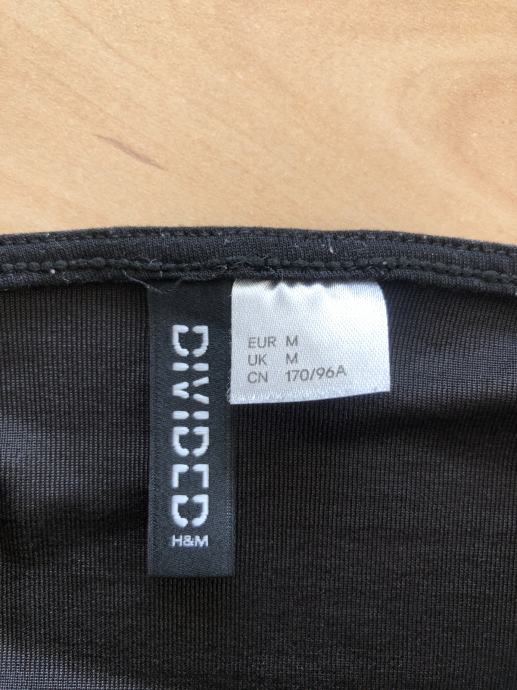 DIVIDED
H&M
EUR M
UK M
CN 170/96A